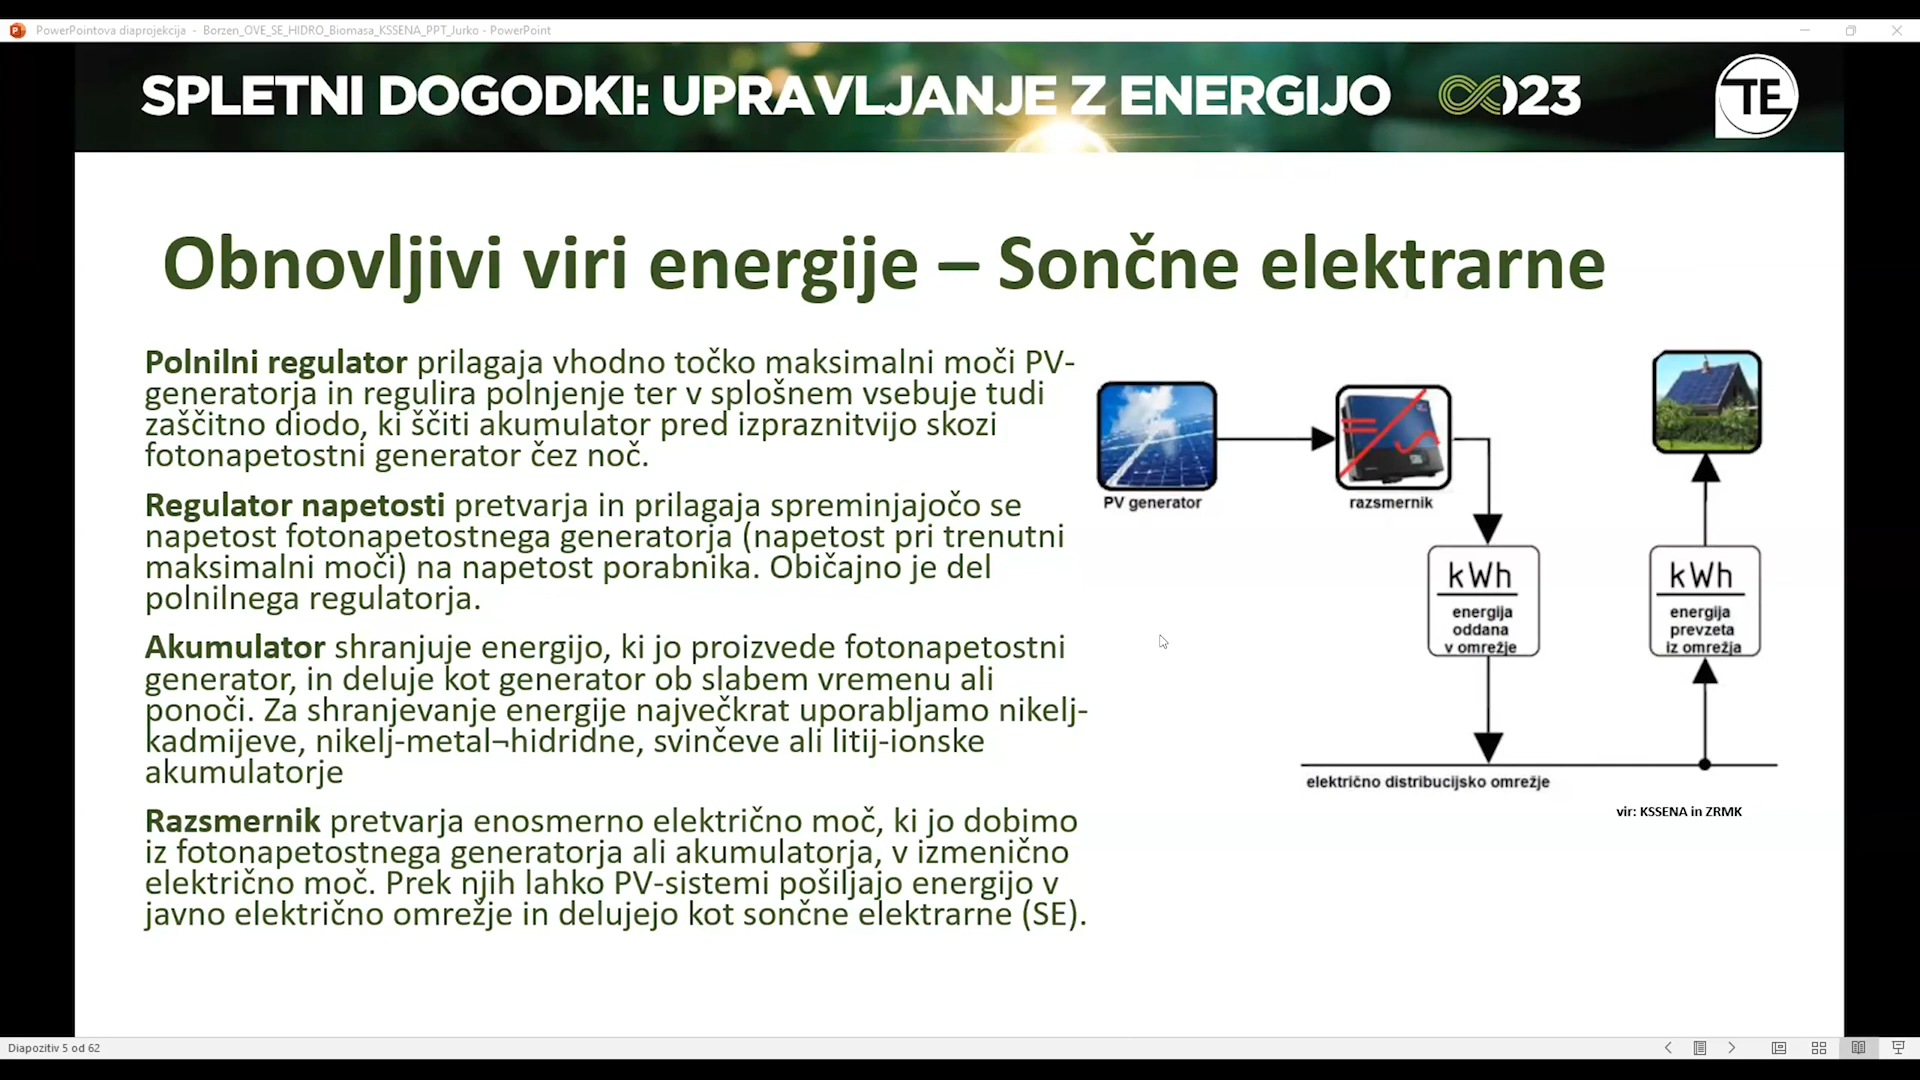 PowerPointova diaprojekcija - Borzen_OVE_SE_HIDRO_Biomasa_KSSENA_PPT_Jurko - PowerPoint
SPLETNI DOGODKI: UPRAVLJANJE Z ENERGIJO
23
TE
Obnovljivi viri energije – Sončne elektrarne
Polnilni regulator prilagaja vhodno točko maksimalni moči PV-
generatorja in regulira polnjenje ter v splošnem vsebuje tudi
zaščitno diodo, ki ščiti akumulator pred izpraznitvijo skozi
fotonapetostni generator čez noč.
Regulator napetosti pretvarja in prilagaja spreminjajočo se
napetost fotonapetostnega generatorja (napetost pri trenutni
maksimalni moči) na napetost porabnika. Običajno je del
polnilnega regulatorja.
Akumulator shranjuje energijo, ki jo proizvede fotonapetostni
generator, in deluje kot generator ob slabem vremenu ali
ponoči. Za shranjevanje energije največkrat uporabljamo nikelj-
kadmijeve, nikelj-metal¬hidridne, svinčeve ali litij-ionske
akumulatorje
Razsmernik pretvarja enosmerno električno moč, ki jo dobimo
iz fotonapetostnega generatorja ali akumulatorja, v izmenično
električno moč. Prek njih lahko PV-sistemi pošiljajo energijo v
javno električno omrežje in delujejo kot sončne elektrarne (SE).
PV generator
razsmernik
kWh
energija
oddana
v omrežje
kWh
energija
prevzeta
iz omrežja
električno distribucijsko omrežje
vir: KSSENA in ZRMK
Diapozitiv 5 od 62